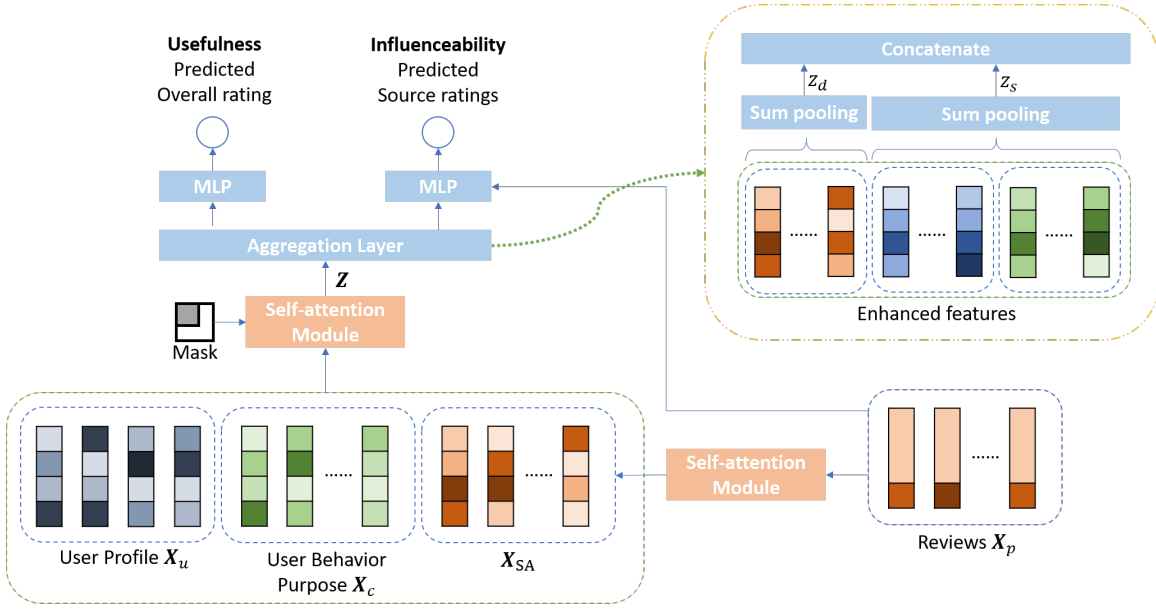 Usefulness
Predicted
Overall rating
Influenceability
Predicted
Source ratings
MLP
MLP
Aggregation Layer
Z
Self-attention
Module
Mask
......
......
User Profile X_u
User Behavior
Purpose X_c
X_SA
Self-attention
Module
......
Reviews X_p
Concatenate
z_d
z_s
Sum pooling
Sum pooling
......
......
......
Enhanced features